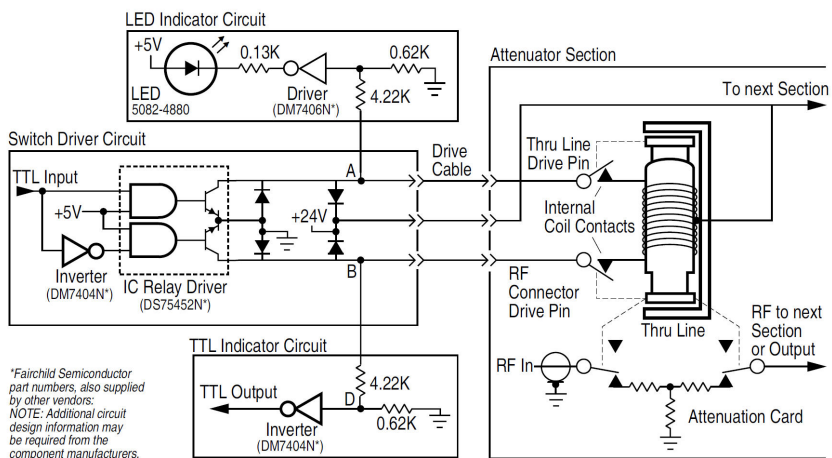 LED Indicator Circuit
+5V
0.13K
0.62K
LED
5082-4880
Driver
(DM7406N*)
4.22K
Attenuator Section
To next Section
Switch Driver Circuit
TTL Input
+5V
Inverter
(DM7404N*)
IC Relay Driver
(DS75452N*)
+24V
A
B
Drive
Cable
Thru Line
Drive Pin
Internal
Coil Contacts
RF
Connector
Drive Pin
Thru Line
RF to next
Section
or Output
RF In
Attenuation Card
TTL Indicator Circuit
TTL Output
Inverter
(DM7404N*)
D
4.22K
0.62K
*Fairchild Semiconductor
part numbers, also supplied
by other vendors:
NOTE: Additional circuit
design information may
be required from the
component manufacturers.